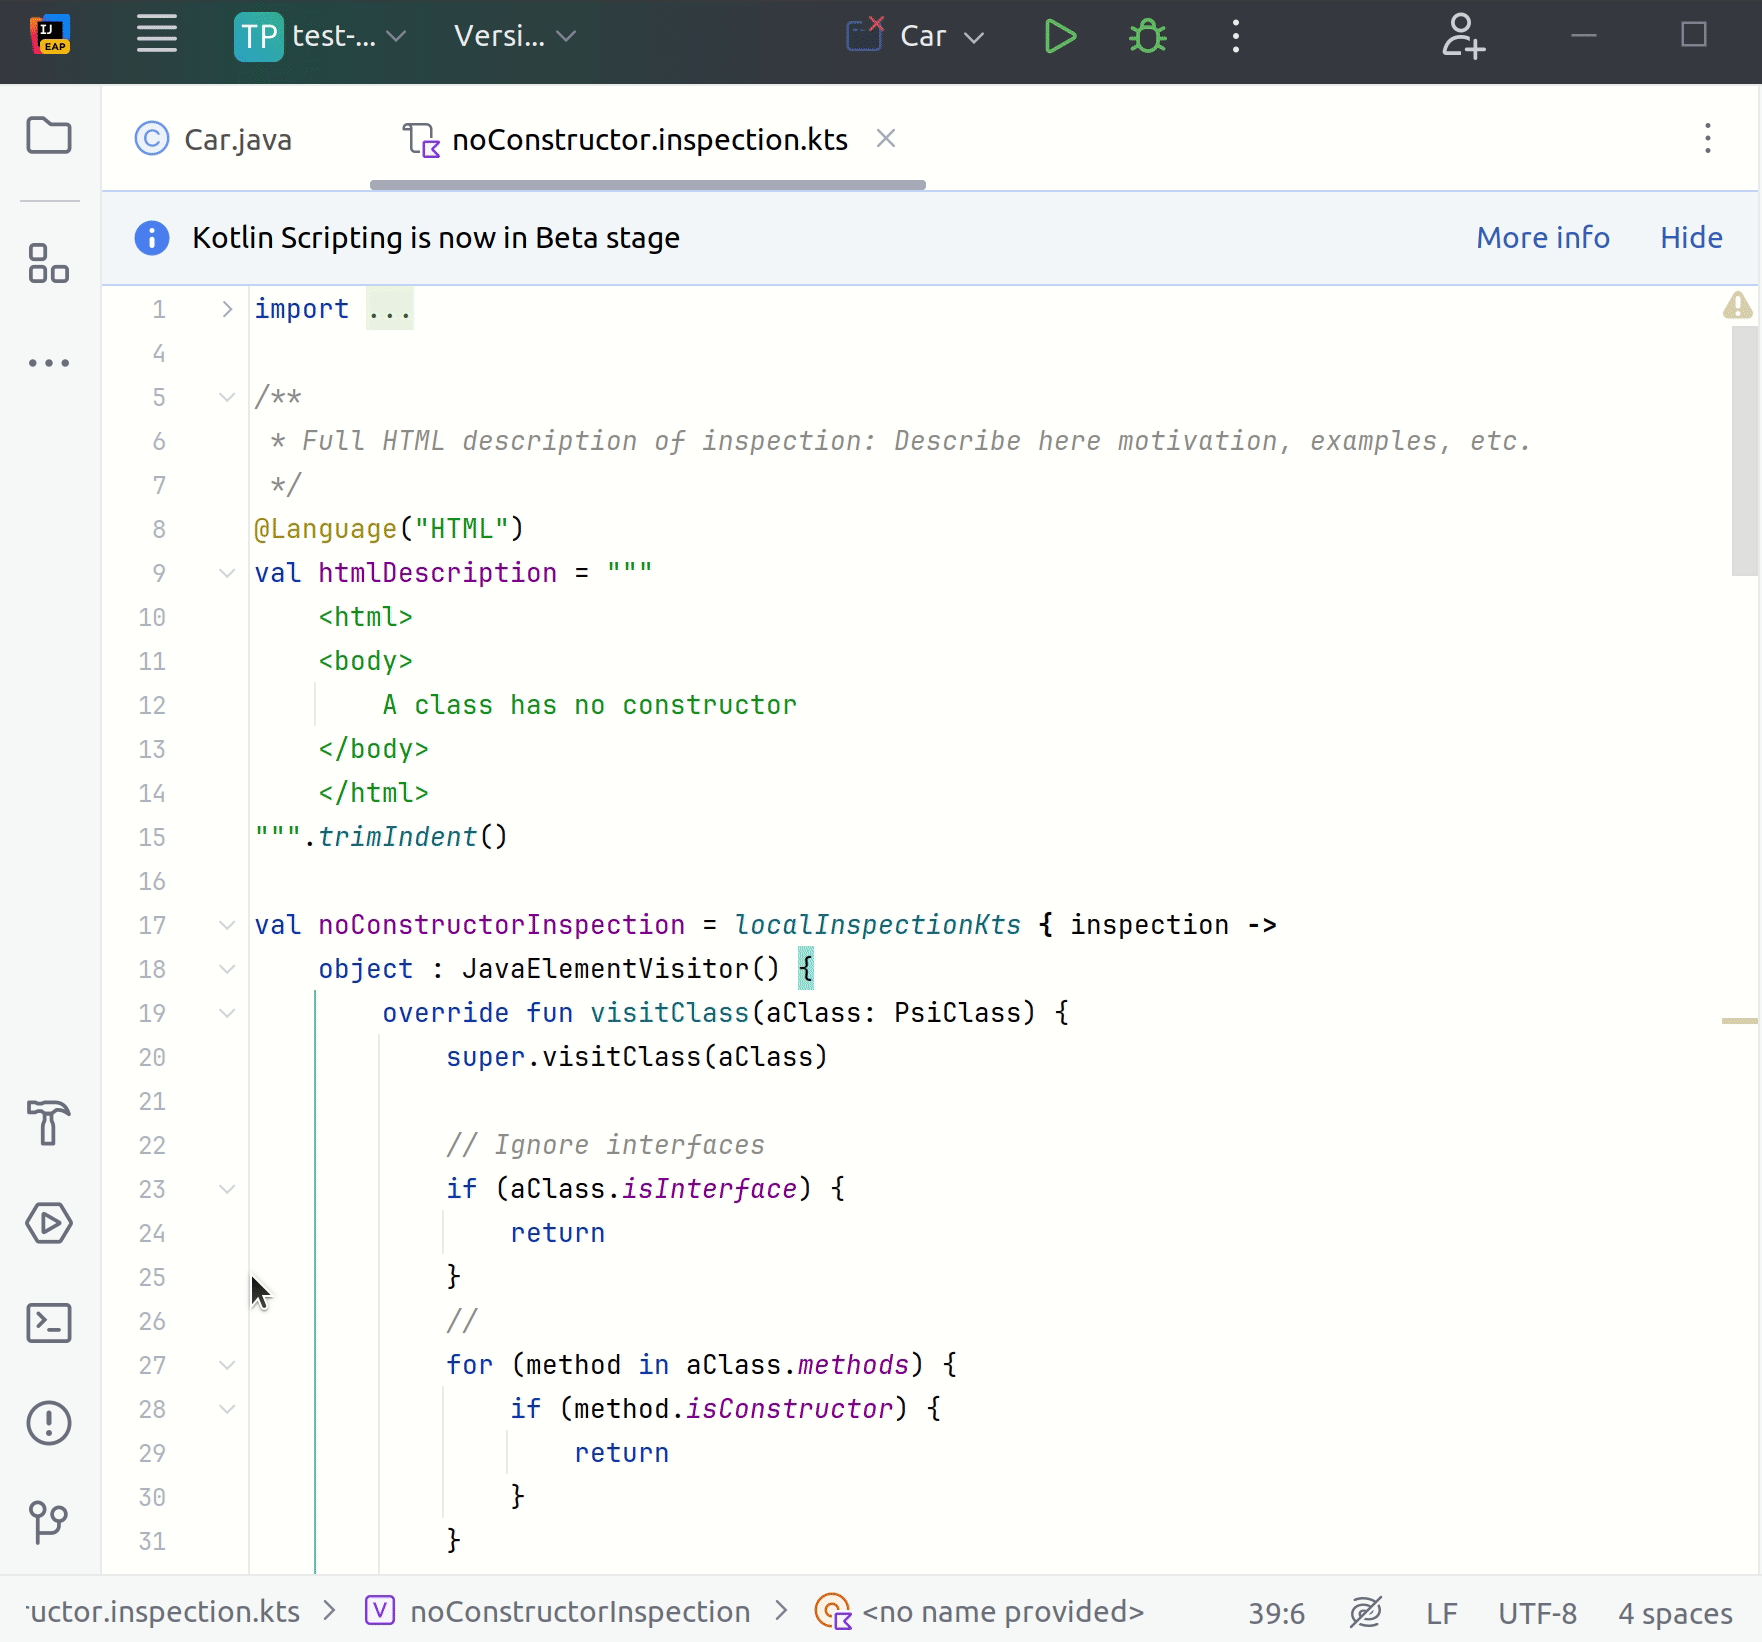 IJ
EAP
TP test-... Versi... Car
Car.java noConstructor.inspection.kts
Kotlin Scripting is now in Beta stage More info Hide
1 import ...
4
5 /**
6 * Full HTML description of inspection: Describe here motivation, examples, etc.
7 */
8 @Language("HTML")
9 val htmlDescription = """
10 <html>
11 <body>
12 A class has no constructor
13 </body>
14 </html>
15 """.trimIndent()
16
17 val noConstructorInspection = localInspectionKts { inspection ->
18 object : JavaElementVisitor() {
19 override fun visitClass(aClass: PsiClass) {
20 super.visitClass(aClass)
21
22 // Ignore interfaces
23 if (aClass.isInterface) {
24 return
25 }
26 //
27 for (method in aClass.methods) {
28 if (method.isConstructor) {
29 return
30 }
31 }
uctor.inspection.kts > V noConstructorInspection > <no name provided> 39:6 LF UTF-8 4 spaces